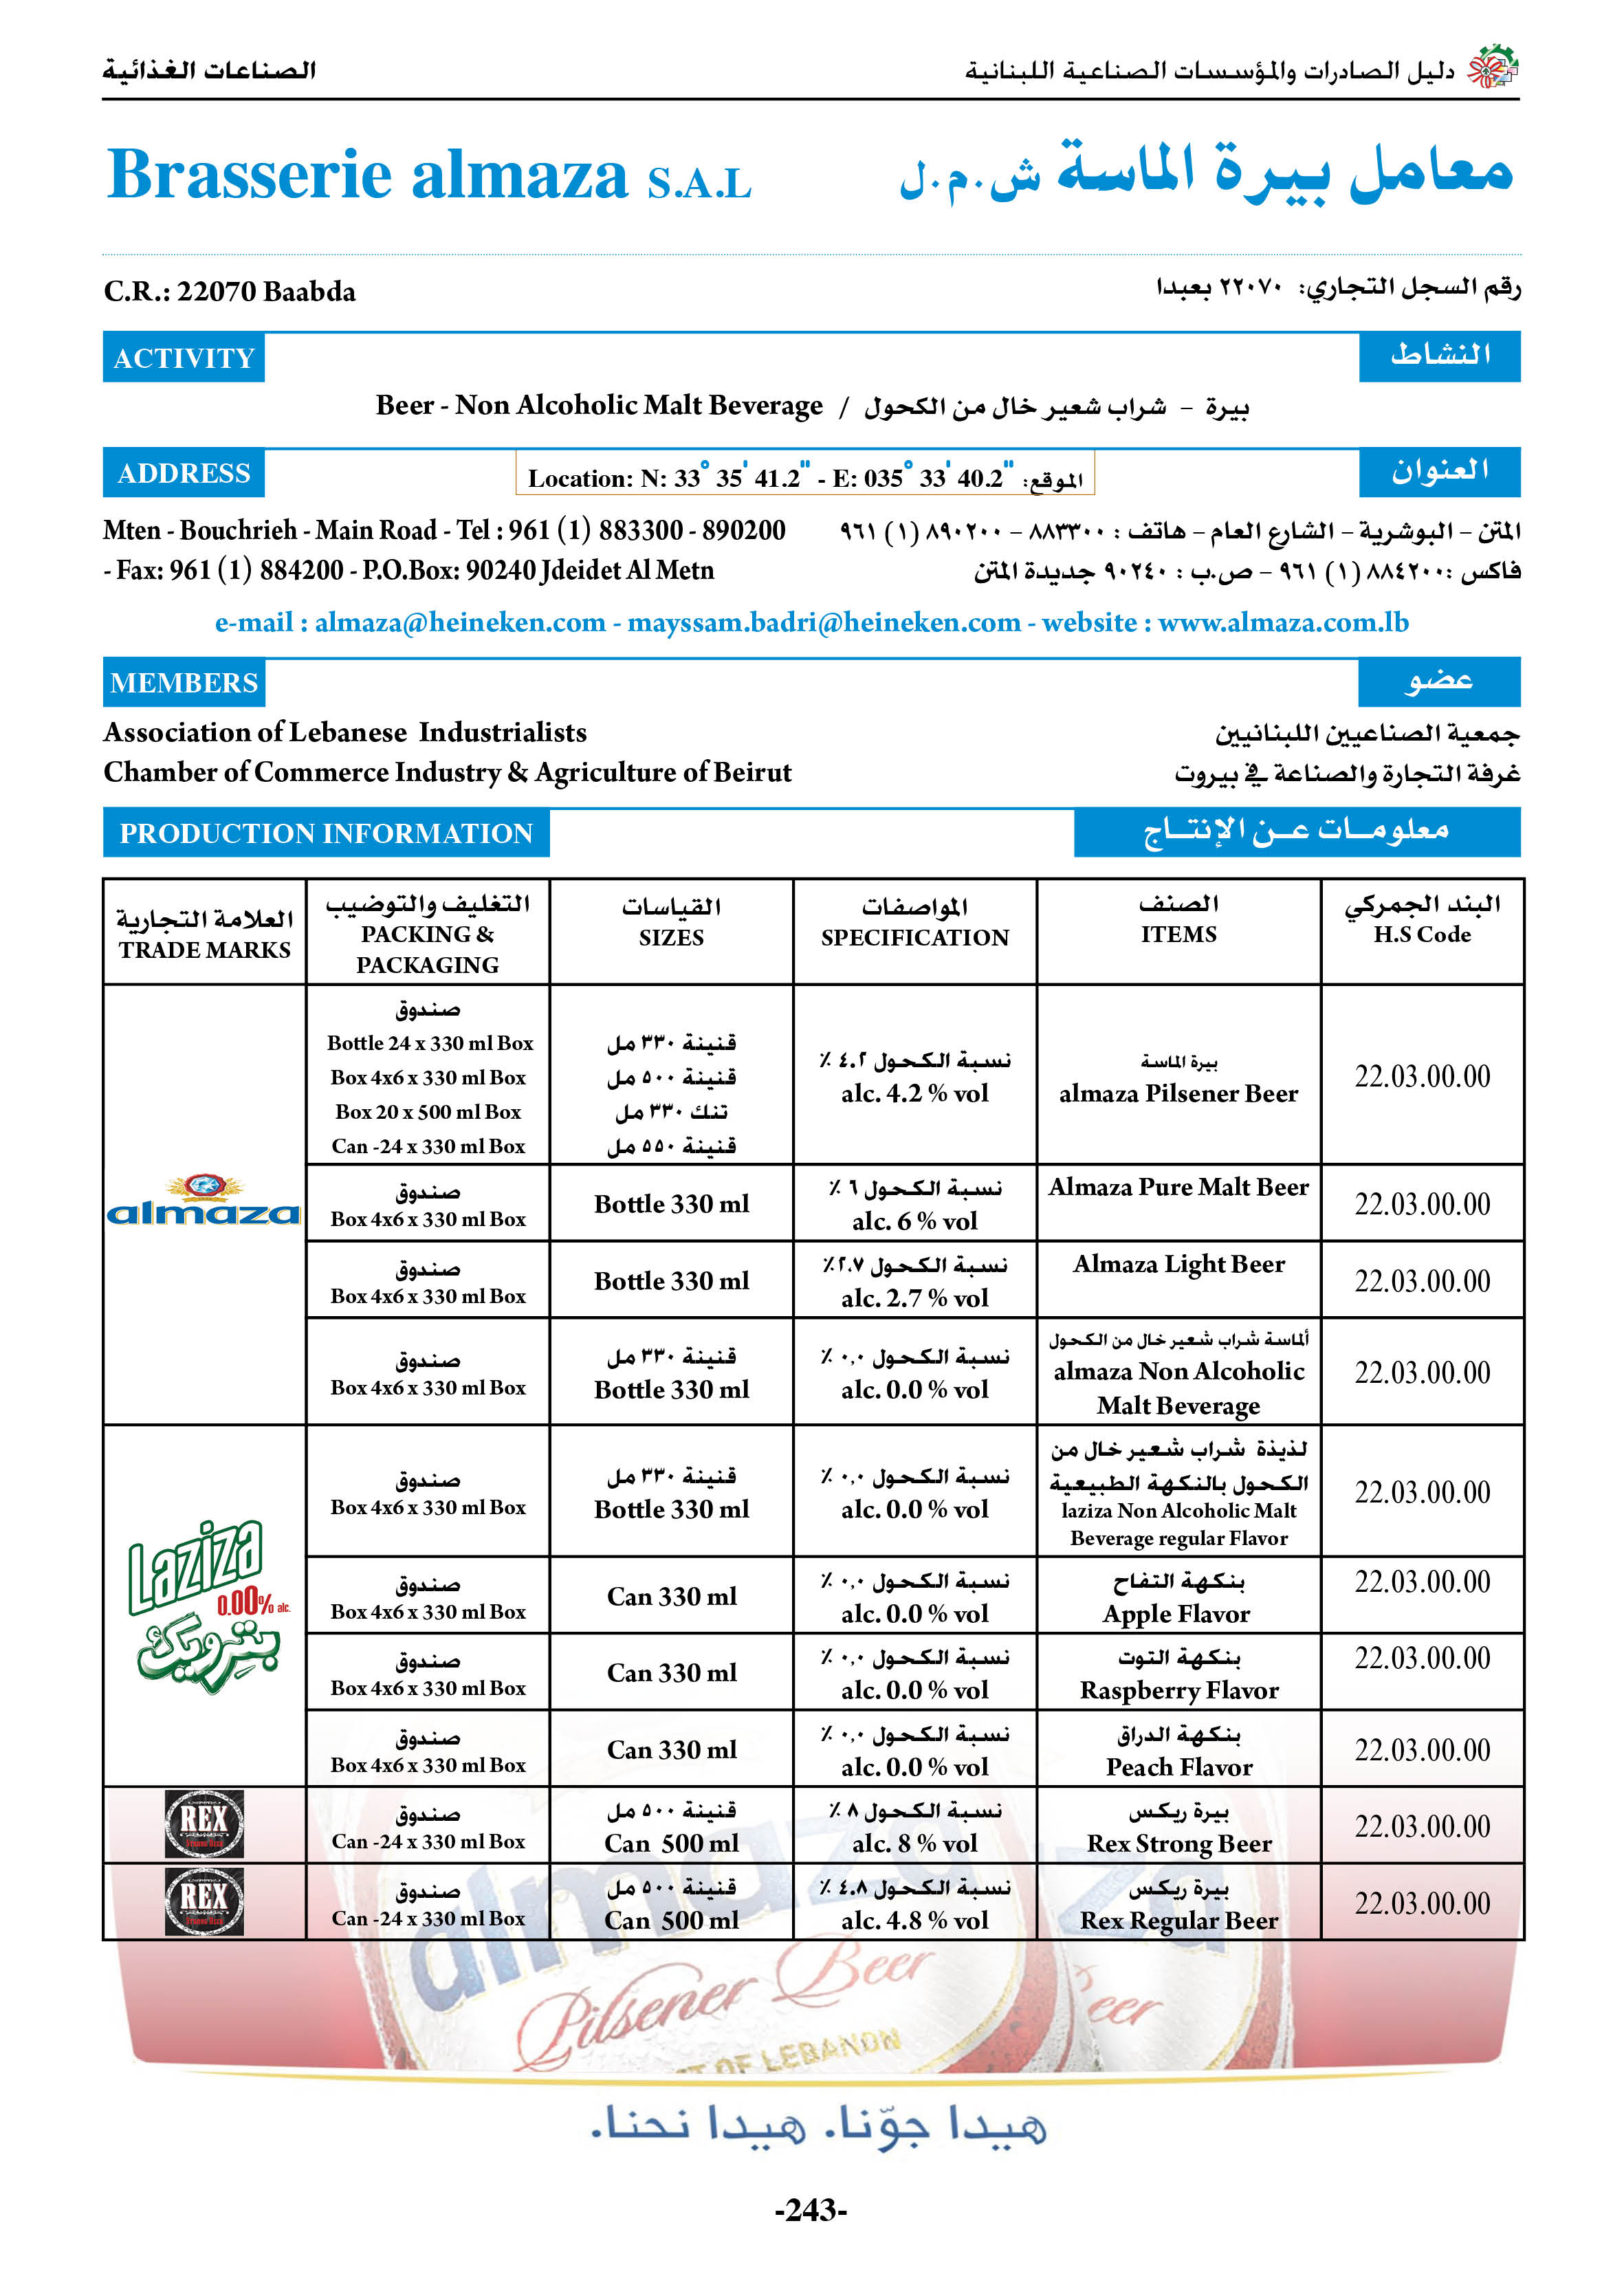 الصناعات الغذائية
دليل الصادرات والمؤسسات الصناعية اللبنانية
Brasserie almaza S.A.L
معامل بيرة الماسة ش.م.ل
C.R.: 22070 Baabda
رقم السجل التجاري: ٢٢٠٧٠ بعبدا
ACTIVITY
النشاط
Beer - Non Alcoholic Malt Beverage / بيرة - شراب شعير خال من الكحول
ADDRESS
Location: N: 33° 35' 41.2" - E: 035° 33' 40.2" :الموقع
العنوان
Mten - Bouchrieh - Main Road - Tel : 961 (1) 883300 - 890200
- Fax: 961 (1) 884200 - P.O.Box: 90240 Jdeidet Al Metn
المتن - البوشرية - الشارع العام - هاتف : ٨٨٣٣٠٠ - ٨٩٠٢٠٠ (١) ٩٦١
فاكس :٨٨٤٢٠٠ (١) ٩٦١ - ص.ب : ٩٠٢٤٠ جديدة المتن
e-mail : almaza@heineken.com - mayssam.badri@heineken.com - website : www.almaza.com.lb
MEMBERS
عضو
Association of Lebanese Industrialists
جمعية الصناعيين اللبنانيين
Chamber of Commerce Industry & Agriculture of Beirut
غرفة التجارة والصناعة في بيروت
PRODUCTION INFORMATION
معلومات عن الإنتاج
العلامة التجارية
TRADE MARKS
التغليف والتوضيب
PACKING &
PACKAGING
القياسات
SIZES
المواصفات
SPECIFICATION
الصنف
ITEMS
البند الجمركي
H.S Code
almaza
صندوق
Bottle 24 x 330 ml Box
Box 4x6 x 330 ml Box
Box 20 x 500 ml Box
Can -24 x 330 ml Box
قنينة ٣٣٠ مل
قنينة ٥٠٠ مل
تنك ٣٣٠ مل
قنينة ٥٥٠ مل
نسبة الكحول ٤.٢ ٪
alc. 4.2 % vol
بيرة الماسة
almaza Pilsener Beer
22.03.00.00
صندوق
Box 4x6 x 330 ml Box
Bottle 330 ml
نسبة الكحول ٦ ٪
alc. 6 % vol
Almaza Pure Malt Beer
22.03.00.00
صندوق
Box 4x6 x 330 ml Box
Bottle 330 ml
نسبة الكحول ٢.٧٪
alc. 2.7 % vol
Almaza Light Beer
22.03.00.00
صندوق
Box 4x6 x 330 ml Box
قنينة ٣٣٠ مل
Bottle 330 ml
نسبة الكحول ٠,٠ ٪
alc. 0.0 % vol
ألماسة شراب شعير خال من الكحول
almaza Non Alcoholic
Malt Beverage
22.03.00.00
Laziza
0.00% alc.
بتِرويك
صندوق
Box 4x6 x 330 ml Box
قنينة ٣٣٠ مل
Bottle 330 ml
نسبة الكحول ٠,٠ ٪
alc. 0.0 % vol
لذيذة شراب شعير خال من
الكحول بالنكهة الطبيعية
laziza Non Alcoholic Malt
Beverage regular Flavor
22.03.00.00
صندوق
Box 4x6 x 330 ml Box
Can 330 ml
نسبة الكحول ٠,٠ ٪
alc. 0.0 % vol
بنكهة التفاح
Apple Flavor
22.03.00.00
صندوق
Box 4x6 x 330 ml Box
Can 330 ml
نسبة الكحول ٠,٠ ٪
alc. 0.0 % vol
بنكهة التوت
Raspberry Flavor
22.03.00.00
صندوق
Box 4x6 x 330 ml Box
Can 330 ml
نسبة الكحول ٠,٠ ٪
alc. 0.0 % vol
بنكهة الدراق
Peach Flavor
22.03.00.00
REX
صندوق
Can -24 x 330 ml Box
قنينة ٥٠٠ مل
Can 500 ml
نسبة الكحول ٨ ٪
alc. 8 % vol
بيرة ريكس
Rex Strong Beer
22.03.00.00
REX
صندوق
Can -24 x 330 ml Box
قنينة ٥٠٠ مل
Can 500 ml
نسبة الكحول ٤.٨ ٪
alc. 4.8 % vol
بيرة ريكس
Rex Regular Beer
22.03.00.00
almaza za
Pilsener Beer eer
OF LEBANON
هيدا جوّنا. هيدا نحنا.
-243-